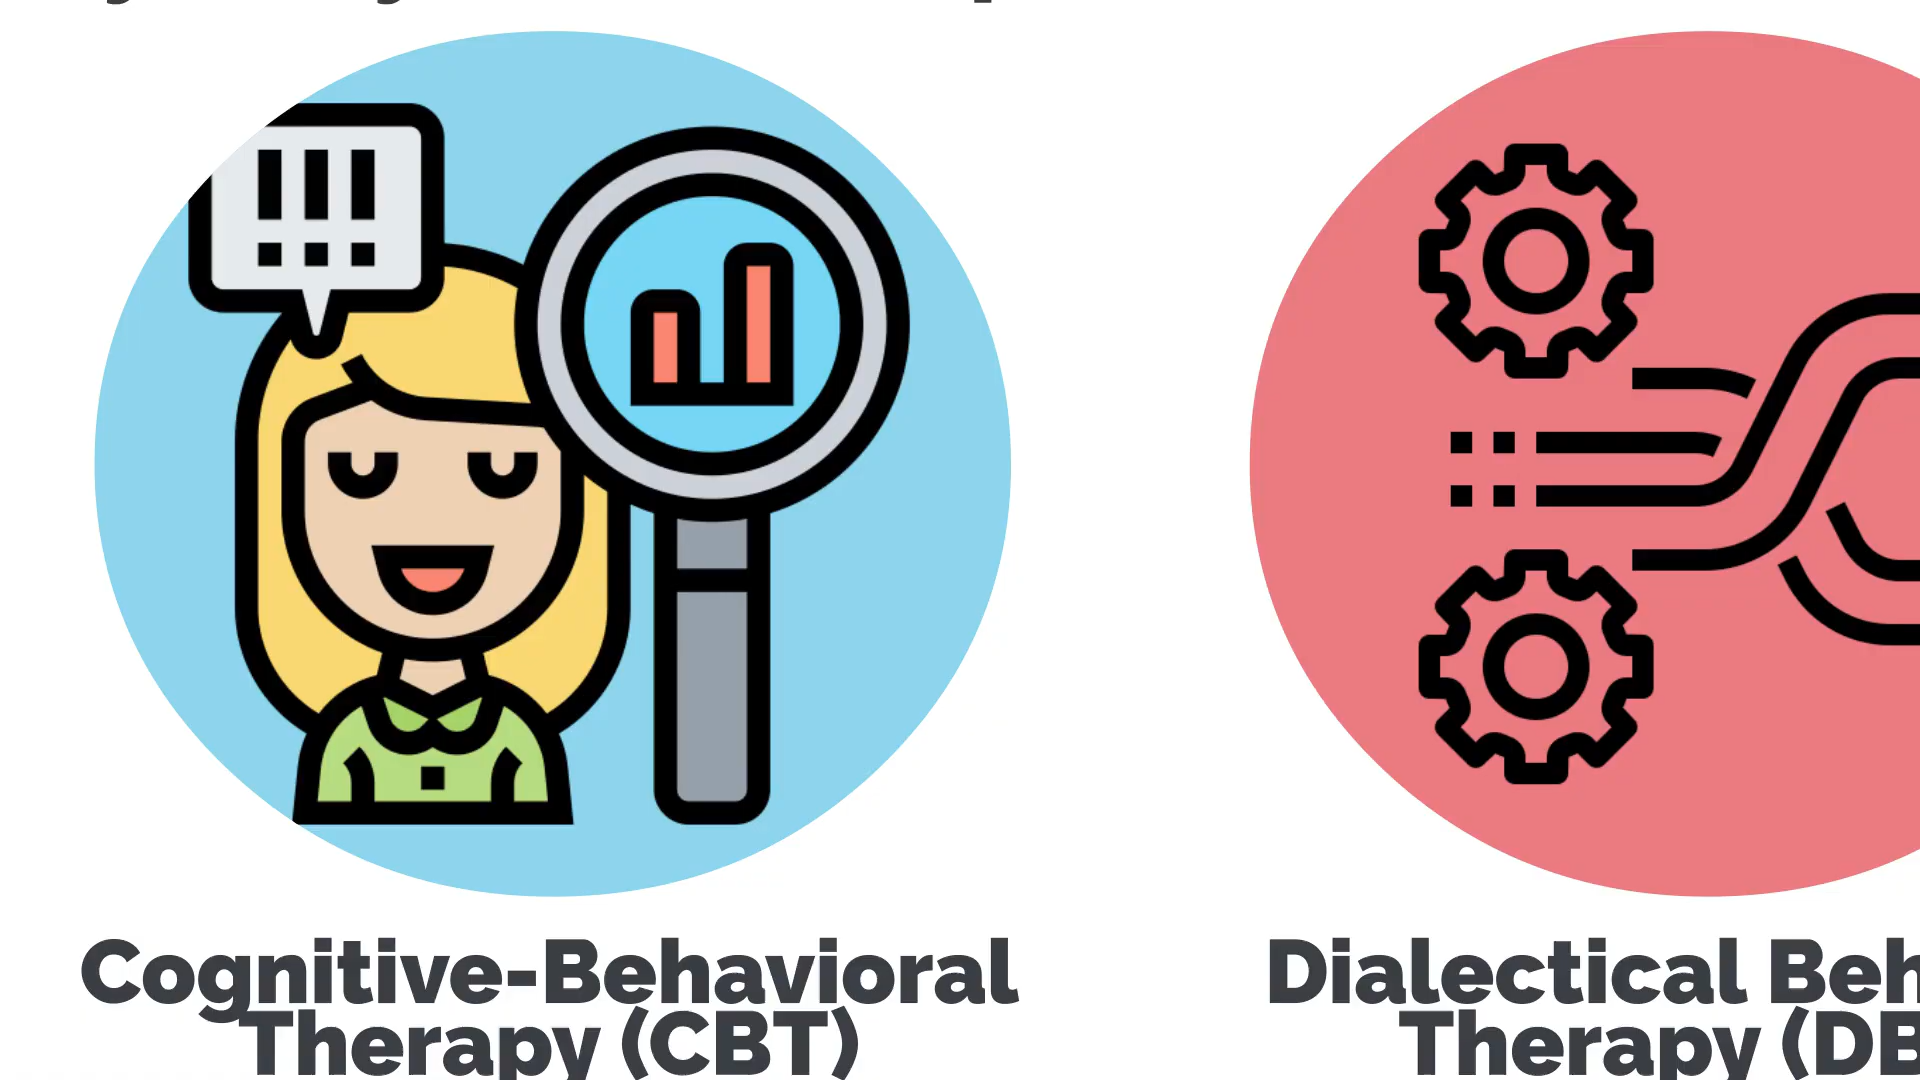 !!!
Cognitive-Behavioral
Therapy (CBT)
Dialectical Beh
Therapy (DB